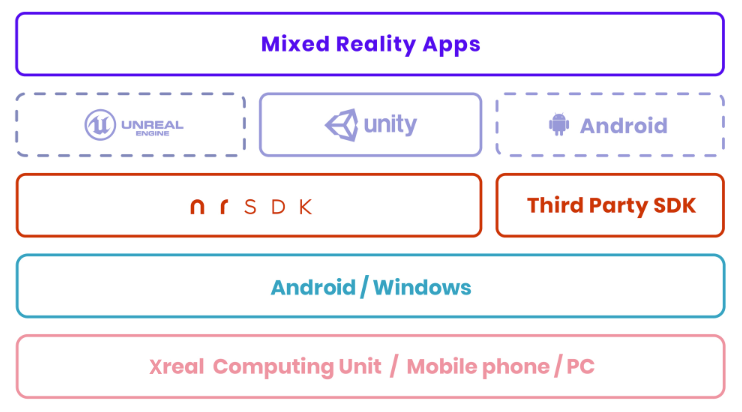 Mixed Reality Apps
UNREAL
ENGINE
unity
Android
nr SDK
Third Party SDK
Android / Windows
Xreal Computing Unit / Mobile phone / PC